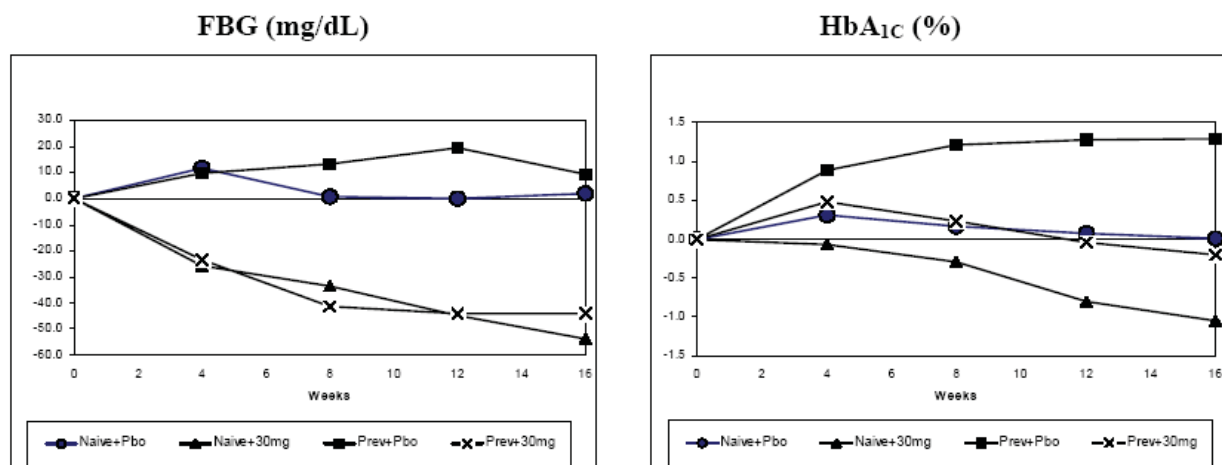 FBG (mg/dL)
30.0
20.0
10.0
0.0
-10.0
-20.0
-30.0
-40.0
-50.0
-60.0
0 2 4 6 8 10 12 14 16
Weeks
Naive+Pbo Naive+30mg Prev+Pbo Prev+30mg
HbA1C (%)
1.5
1.0
0.5
0.0
-0.5
-1.0
-1.5
0 2 4 6 8 10 12 14 16
Weeks
Naive+Pbo Naive+30mg Prev+Pbo Prev+30mg